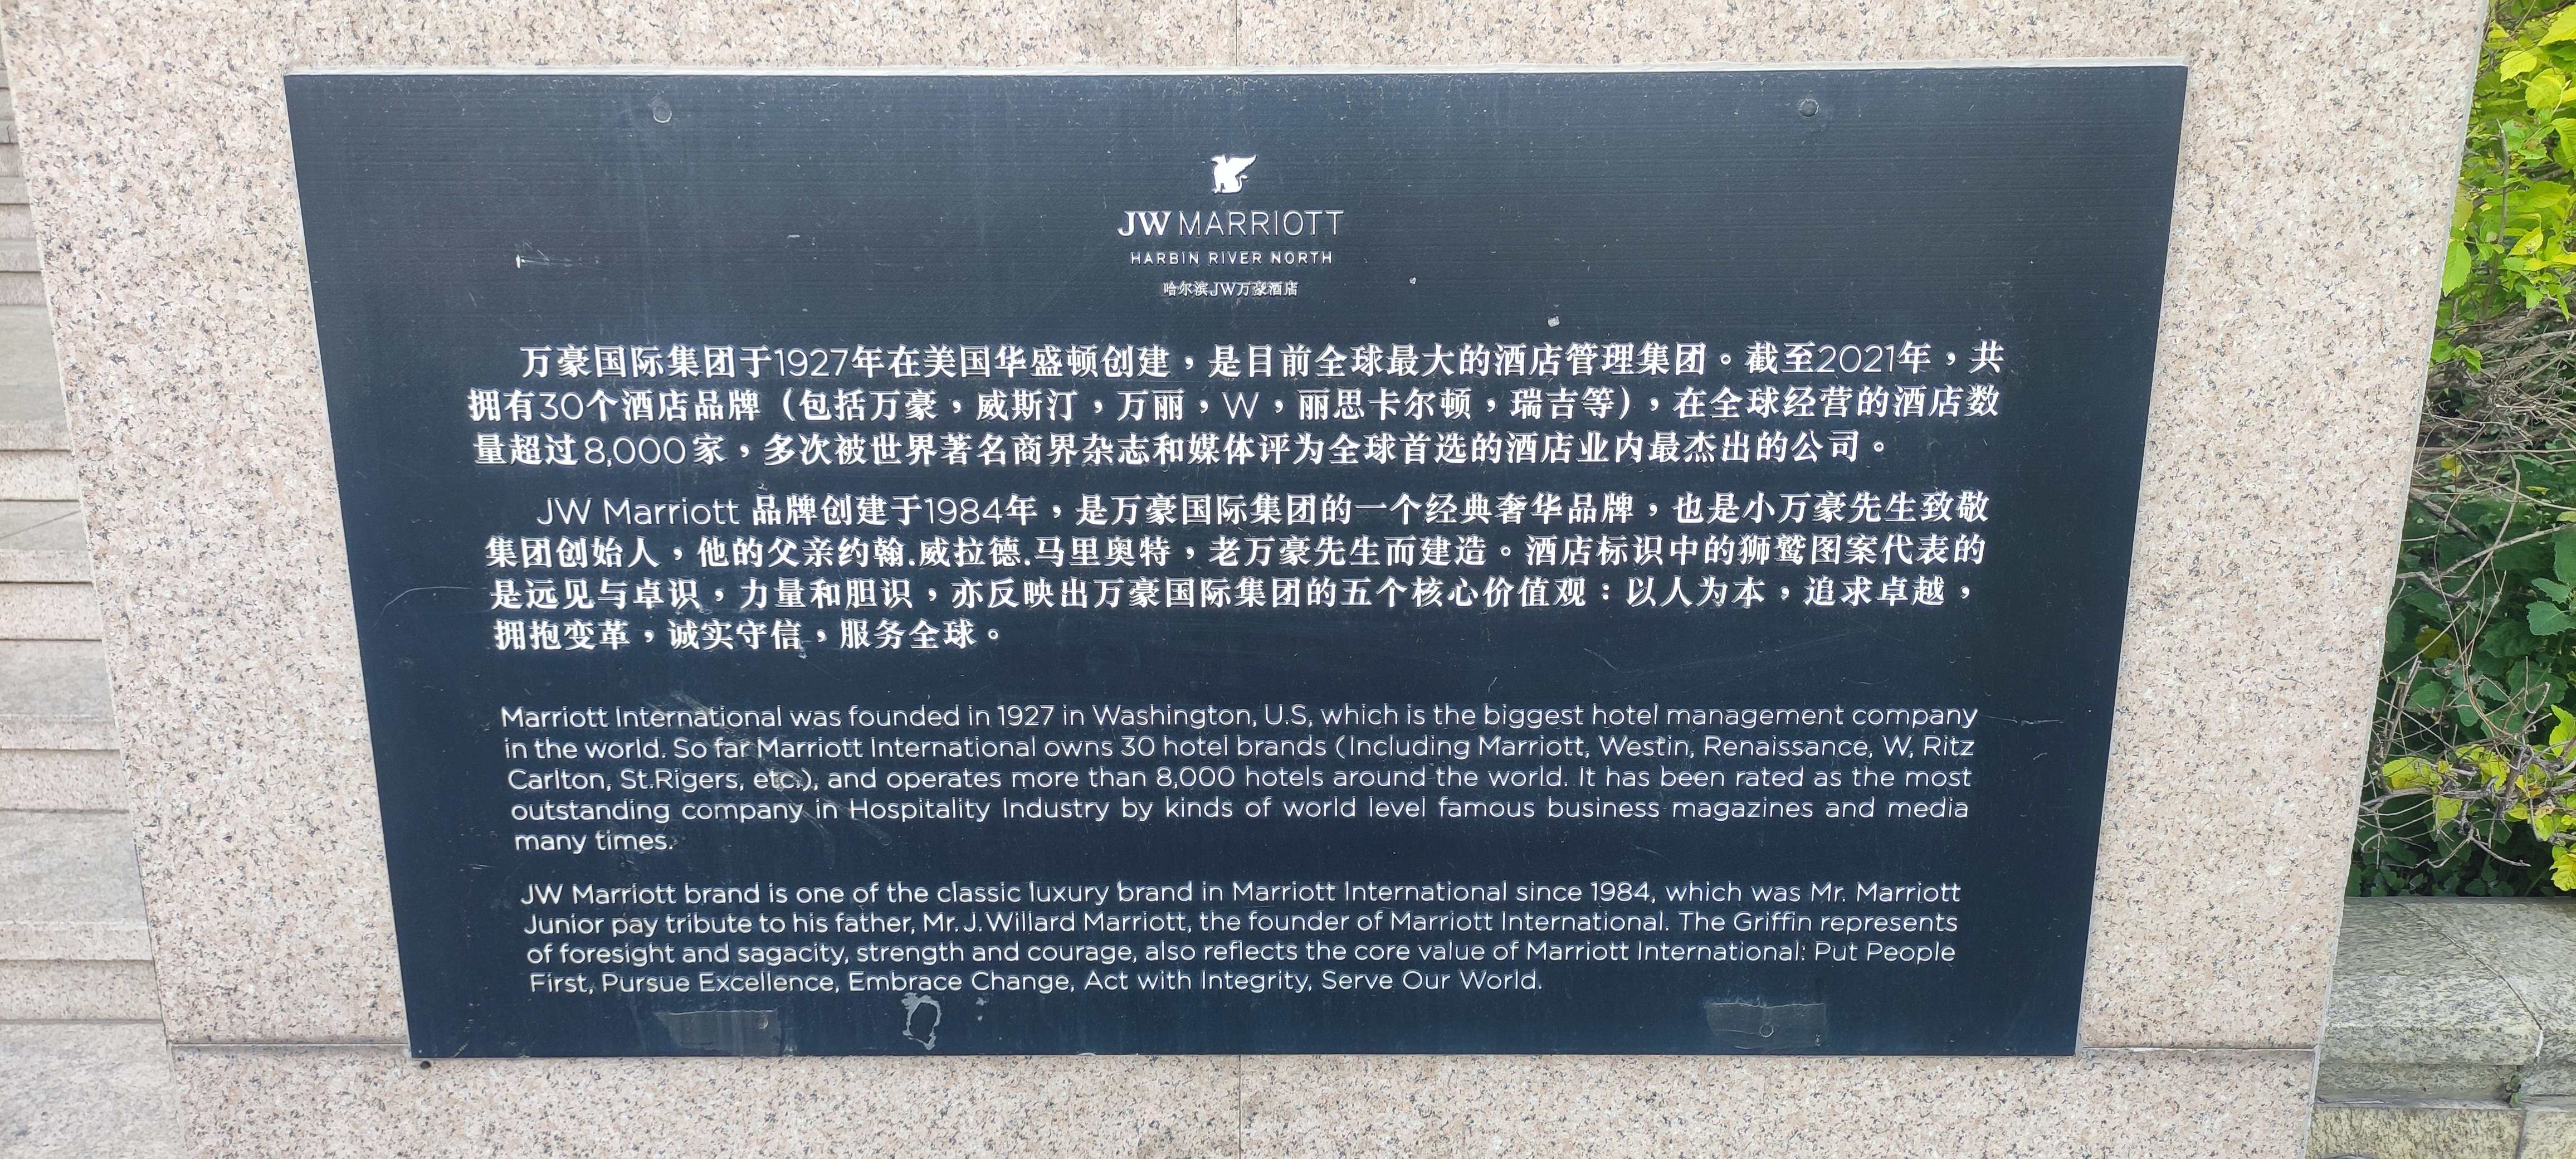 JW MARRIOTT
HARBIN RIVER NORTH
哈尔滨JW万豪酒店
万豪国际集团于1927年在美国华盛顿创建，是目前全球最大的酒店管理集团。截至2021年，共
拥有30个酒店品牌（包括万豪，威斯汀，万丽，W，丽思卡尔顿，瑞吉等），在全球经营的酒店数
量超过8,000家，多次被世界著名商界杂志和媒体评为全球首选的酒店业内最杰出的公司。
JW Marriott 品牌创建于1984年，是万豪国际集团的一个经典奢华品牌，也是小万豪先生致敬
集团创始人，他的父亲约翰.威拉德.马里奥特，老万豪先生而建造。酒店标识中的狮鹫图案代表的
是远见与卓识，力量和胆识，亦反映出万豪国际集团的五个核心价值观：以人为本，追求卓越，
拥抱变革，诚实守信，服务全球。
Marriott International was founded in 1927 in Washington, U.S, which is the biggest hotel management company
in the world. So far Marriott International owns 30 hotel brands (Including Marriott, Westin, Renaissance, W, Ritz
Carlton, St.Rigers, etc.), and operates more than 8,000 hotels around the world. It has been rated as the most
outstanding company in Hospitality Industry by kinds of world level famous business magazines and media
many times.
JW Marriott brand is one of the classic luxury brand in Marriott International since 1984, which was Mr. Marriott
Junior pay tribute to his father, Mr. J.Willard Marriott, the founder of Marriott International. The Griffin represents
of foresight and sagacity, strength and courage, also reflects the core value of Marriott International: Put People
First, Pursue Excellence, Embrace Change, Act with Integrity, Serve Our World.